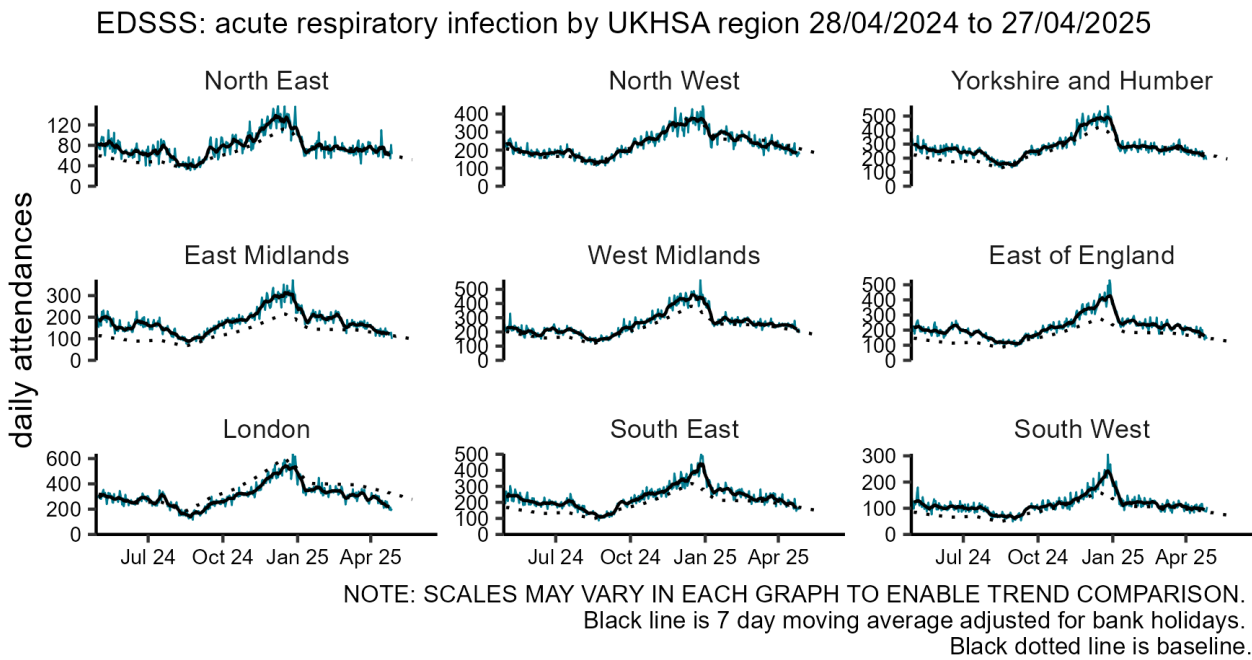 EDSSS: acute respiratory infection by UKHSA region 28/04/2024 to 27/04/2025
daily attendances
North East
120
80
40
0
North West
400
300
200
100
0
Yorkshire and Humber
500
400
300
200
100
0
East Midlands
300
200
100
0
West Midlands
500
400
300
200
100
0
East of England
500
400
300
200
100
0
London
600
400
200
0
Jul 24 Oct 24 Jan 25 Apr 25
South East
500
400
300
200
100
0
Jul 24 Oct 24 Jan 25 Apr 25
South West
300
200
100
0
Jul 24 Oct 24 Jan 25 Apr 25
NOTE: SCALES MAY VARY IN EACH GRAPH TO ENABLE TREND COMPARISON.
Black line is 7 day moving average adjusted for bank holidays.
Black dotted line is baseline.